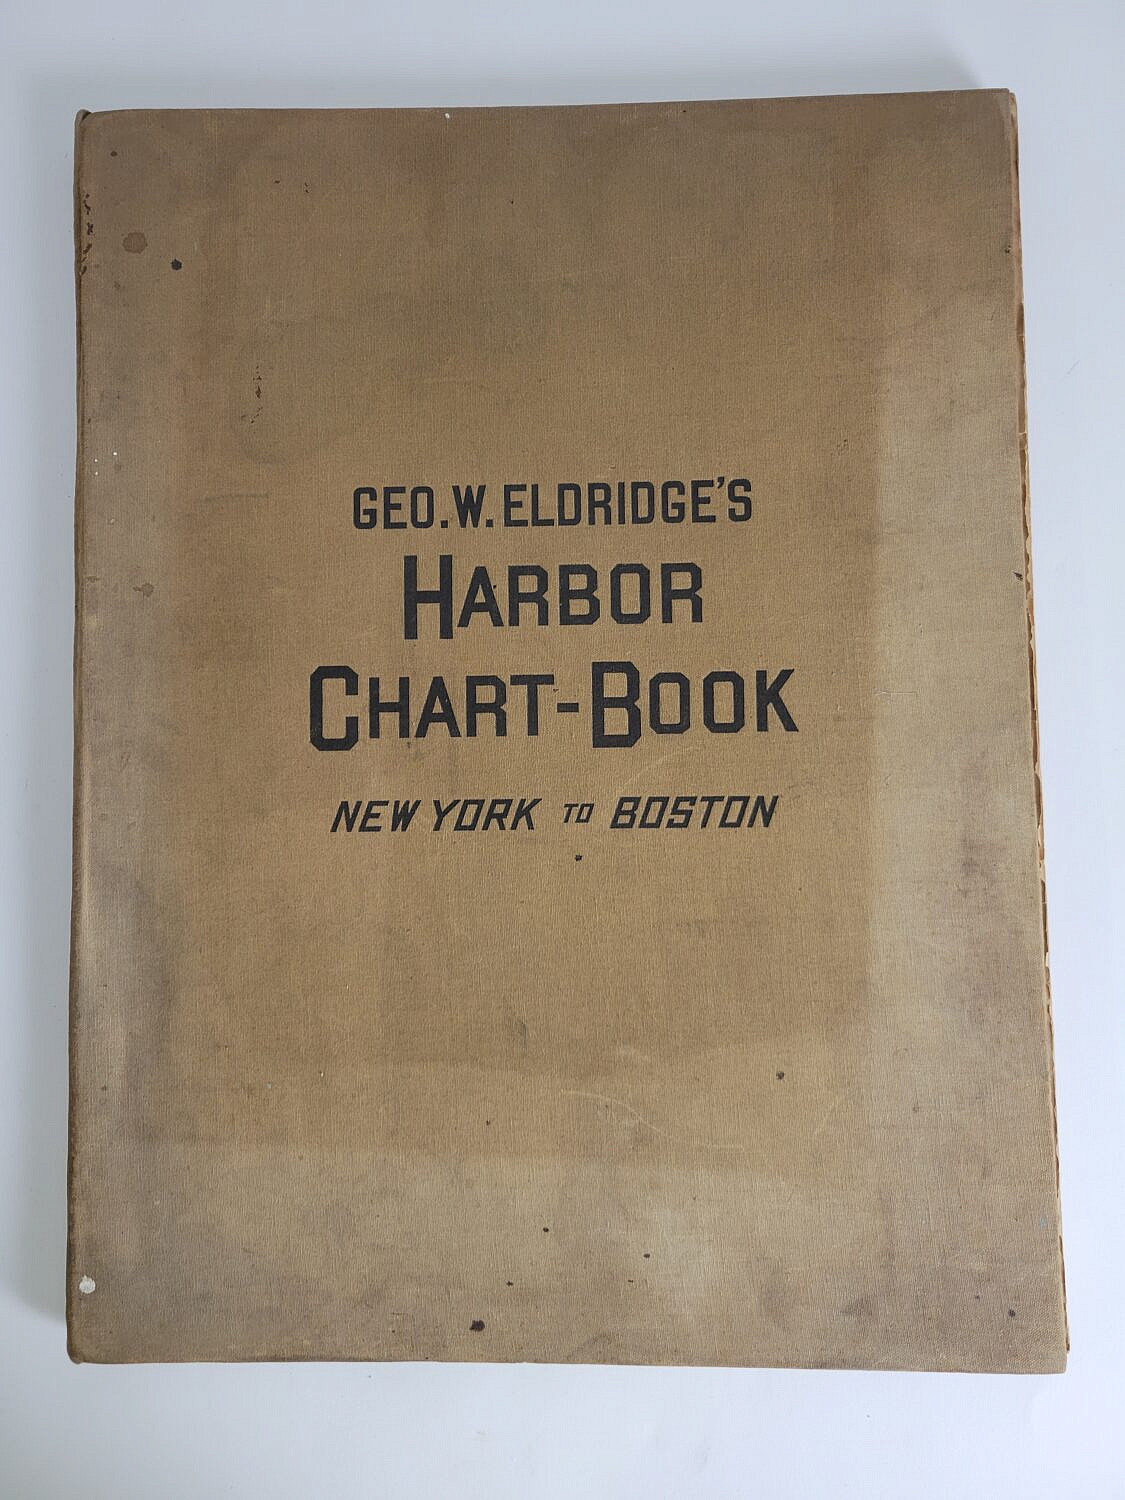 GEO. W. ELDRIDGE'S
HARBOR
CHART-BOOK
NEW YORK TO BOSTON